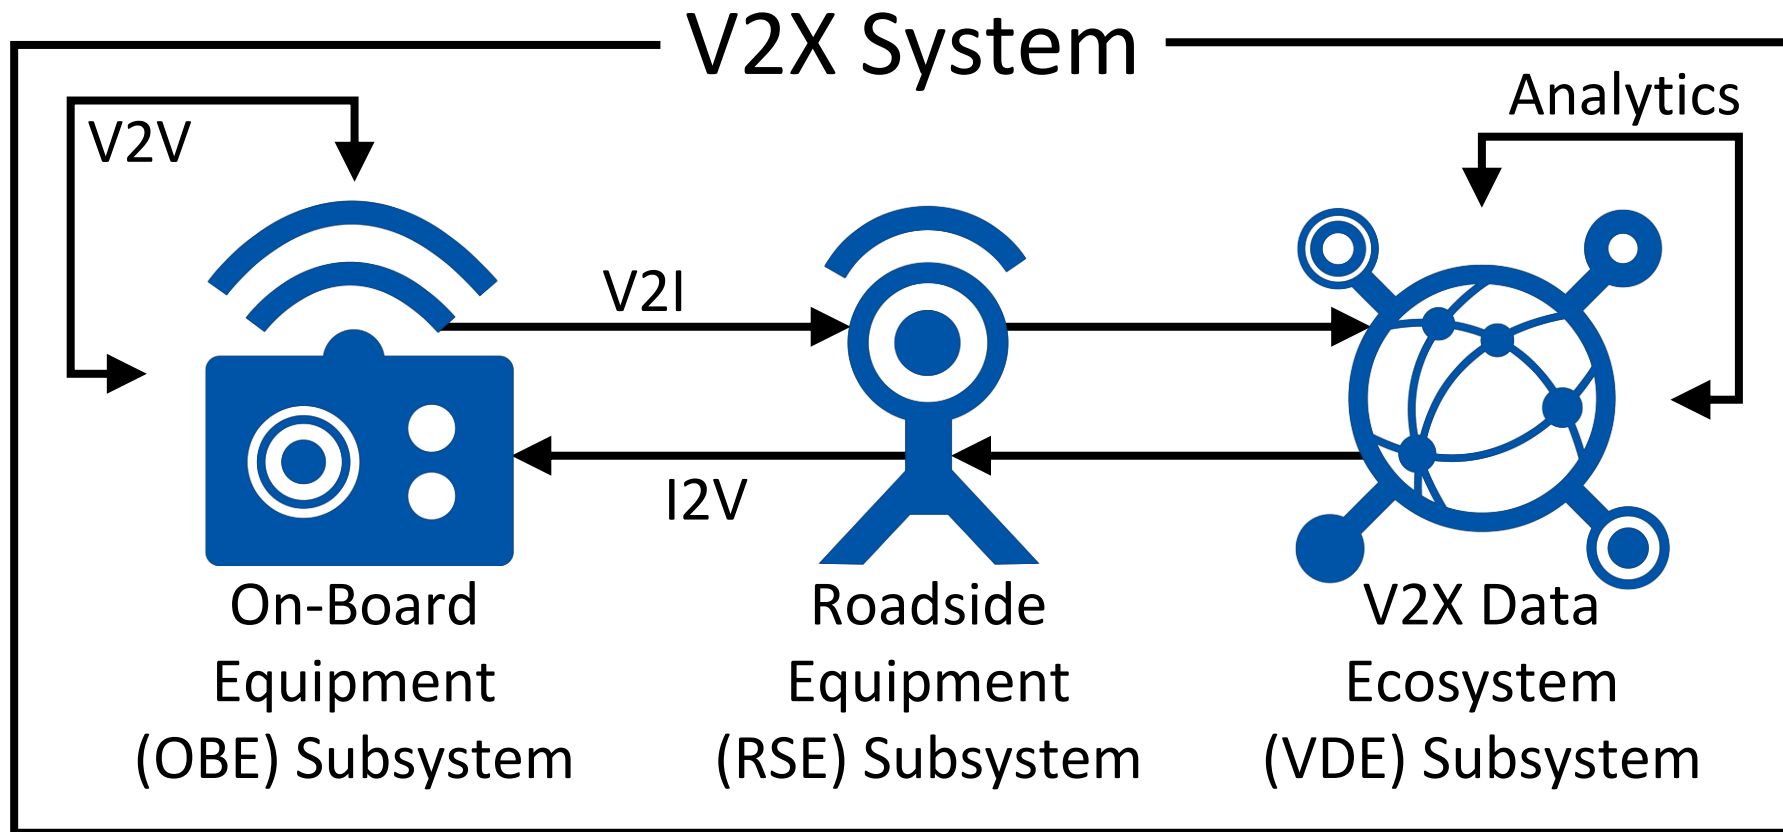 V2X System
Analytics
V2V
V2I
I2V
On-Board
Equipment
(OBE) Subsystem
Roadside
Equipment
(RSE) Subsystem
V2X Data
Ecosystem
(VDE) Subsystem